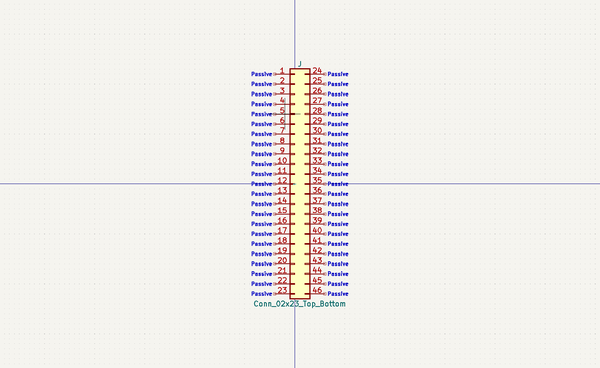 J
Passive 1 24 Passive
Passive 2 25 Passive
Passive 3 26 Passive
Passive 4 27 Passive
Passive 5 28 Passive
Passive 6 29 Passive
Passive 7 30 Passive
Passive 8 31 Passive
Passive 9 32 Passive
Passive 10 33 Passive
Passive 11 34 Passive
Passive 12 35 Passive
Passive 13 36 Passive
Passive 14 37 Passive
Passive 15 38 Passive
Passive 16 39 Passive
Passive 17 40 Passive
Passive 18 41 Passive
Passive 19 42 Passive
Passive 20 43 Passive
Passive 21 44 Passive
Passive 22 45 Passive
Passive 23 46 Passive
Conn_02x23_Top_Bottom